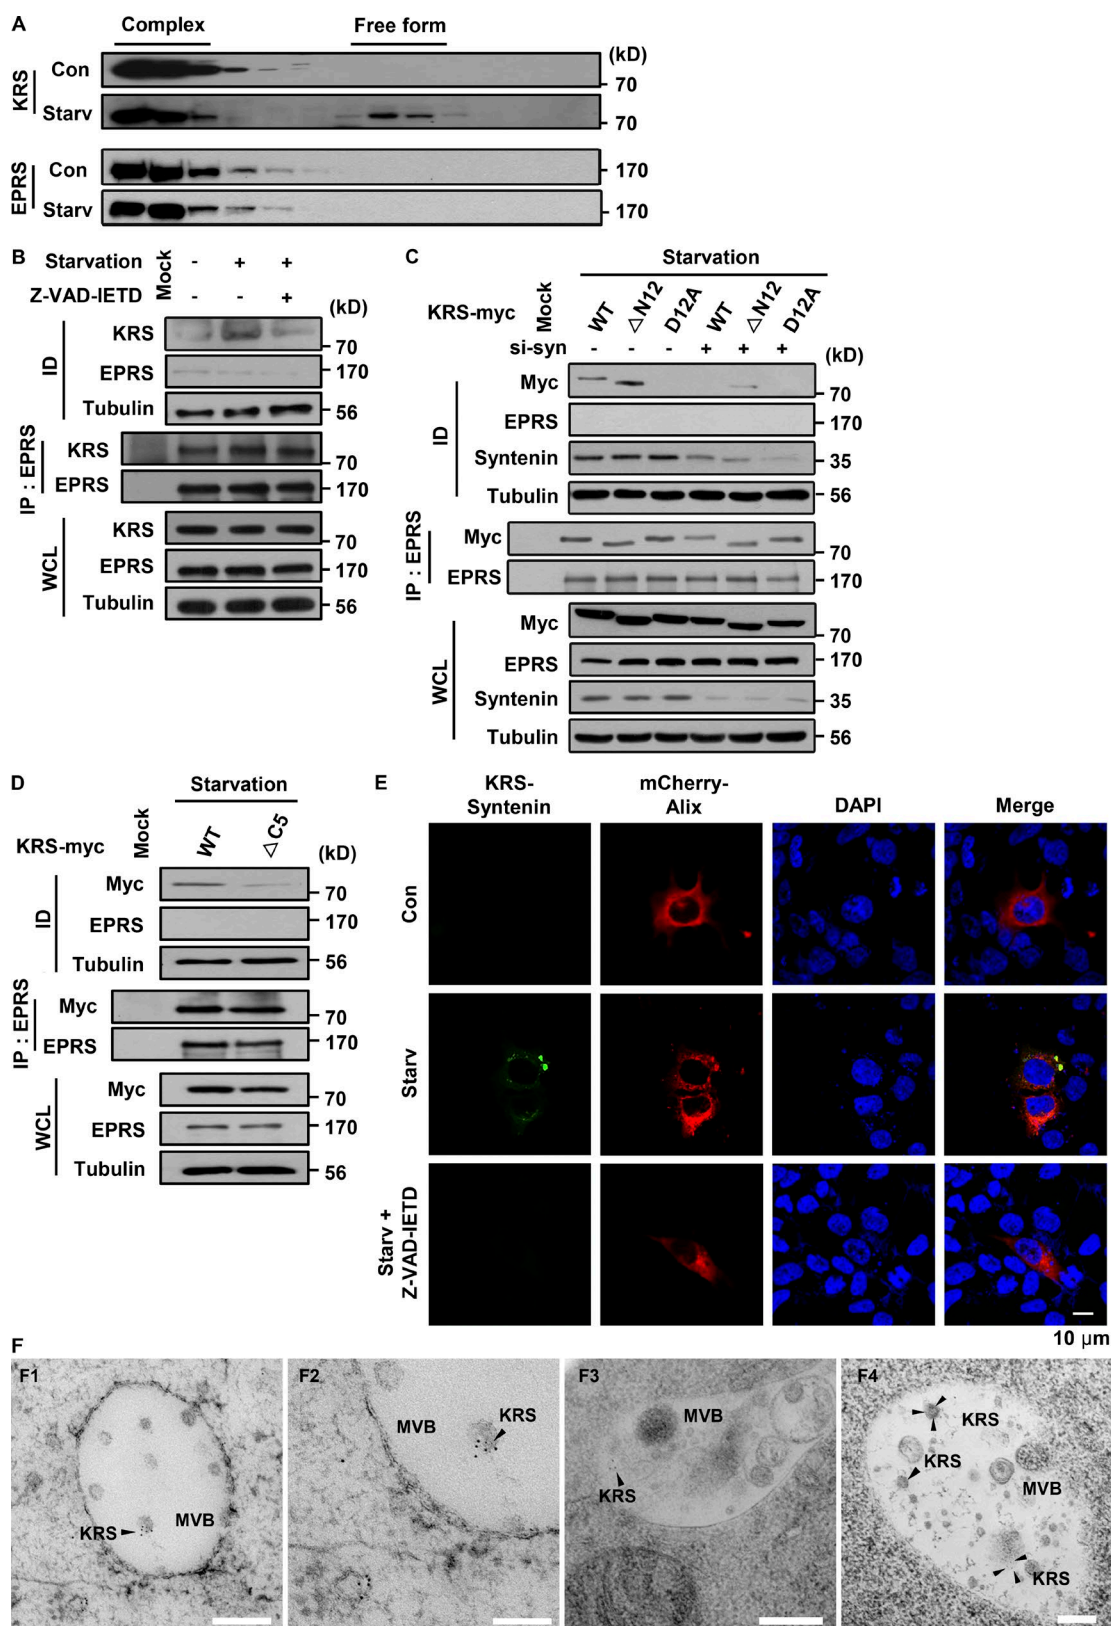 A
Complex
Free form
(kD)
KRS
Con
70
Starv
70
EPRS
Con
170
Starv
170
B
Starvation - + +
Z-VAD-IETD - - +
Mock
(kD)
ID
KRS
70
EPRS
170
Tubulin
56
IP : EPRS
KRS
70
EPRS
170
WCL
KRS
70
EPRS
170
Tubulin
56
C
Starvation
KRS-myc
Mock
WT
△N12
D12A
WT
△N12
D12A
si-syn - - - + + +
(kD)
ID
Myc
70
EPRS
170
Syntenin
35
Tubulin
56
IP : EPRS
Myc
70
EPRS
170
WCL
Myc
70
EPRS
170
Syntenin
35
Tubulin
56
D
Starvation
KRS-myc
Mock
WT
△C5
(kD)
ID
Myc
70
EPRS
170
Tubulin
56
IP : EPRS
Myc
70
EPRS
170
WCL
Myc
70
EPRS
170
Tubulin
56
E
KRS-
Syntenin
mCherry-
Alix
DAPI
Merge
Con
Starv
Starv +
Z-VAD-IETD
10 μm
F
F1
KRS
MVB
F2
MVB
KRS
F3
MVB
KRS
F4
KRS
KRS
MVB
KRS